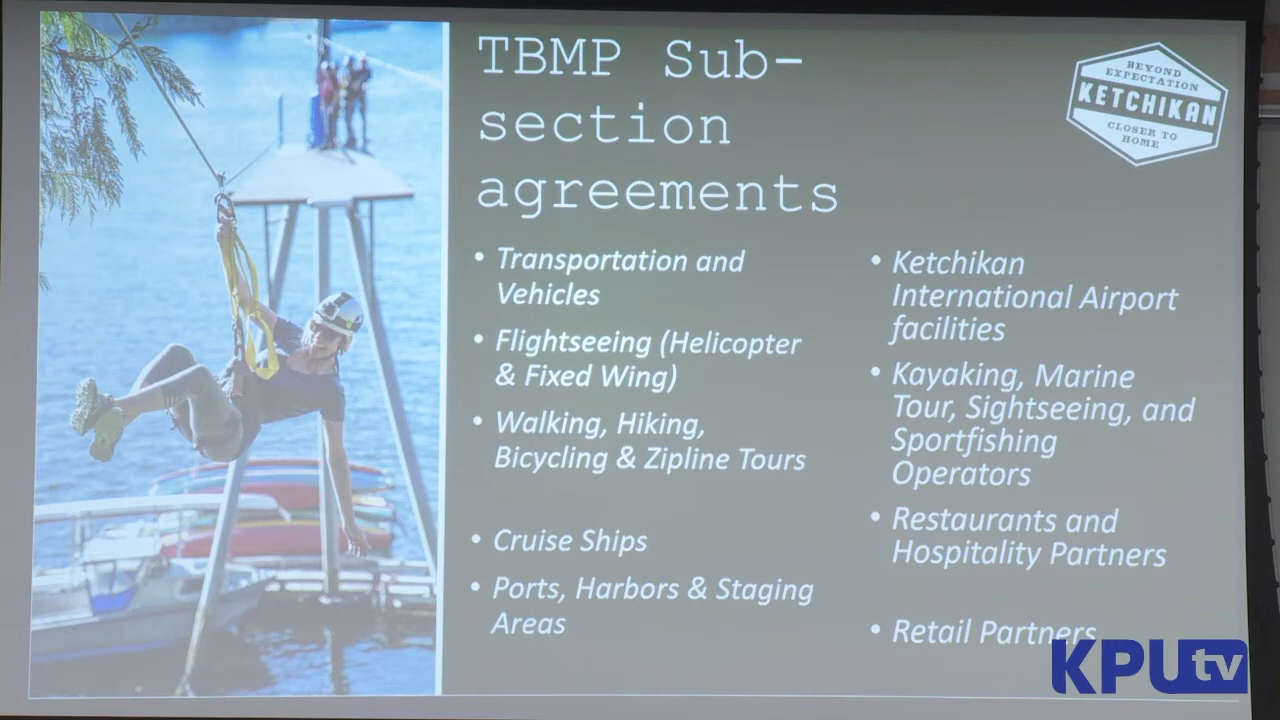 TBMP Sub-
section
agreements
BEYOND
EXPECTATION
KETCHIKAN
CLOSER TO
HOME
• Transportation and
Vehicles
• Flightseeing (Helicopter
& Fixed Wing)
• Walking, Hiking,
Bicycling & Zipline Tours
• Cruise Ships
• Ports, Harbors & Staging
Areas
• Ketchikan
International Airport
facilities
• Kayaking, Marine
Tour, Sightseeing, and
Sportfishing
Operators
• Restaurants and
Hospitality Partners
• Retail Partners
KPUtv